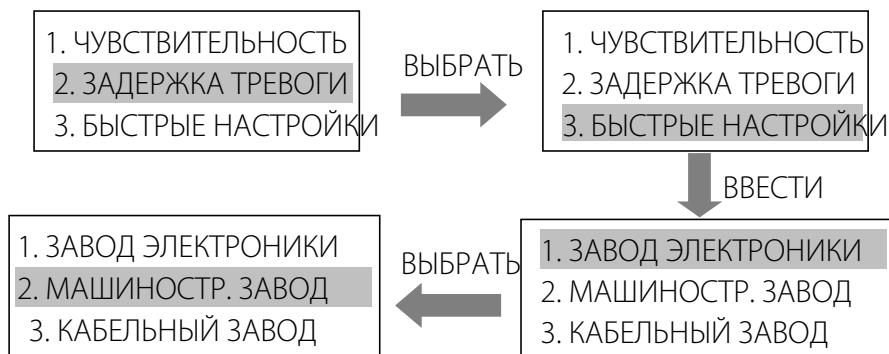 1. ЧУВСТВИТЕЛЬНОСТЬ
2. ЗАДЕРЖКА ТРЕВОГИ
3. БЫСТРЫЕ НАСТРОЙКИ
ВЫБРАТЬ
1. ЧУВСТВИТЕЛЬНОСТЬ
2. ЗАДЕРЖКА ТРЕВОГИ
3. БЫСТРЫЕ НАСТРОЙКИ
ВВЕСТИ
1. ЗАВОД ЭЛЕКТРОНИКИ
2. МАШИНОСТР. ЗАВОД
3. КАБЕЛЬНЫЙ ЗАВОД
ВЫБРАТЬ
1. ЗАВОД ЭЛЕКТРОНИКИ
2. МАШИНОСТР. ЗАВОД
3. КАБЕЛЬНЫЙ ЗАВОД